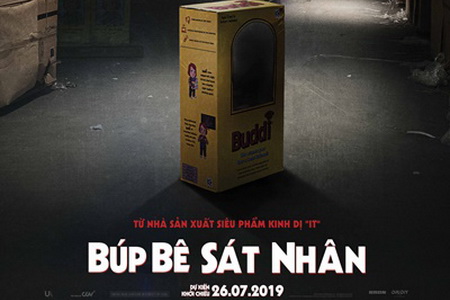 Buddi
TỪ NHÀ SẢN XUẤT SIÊU PHẨM KINH DỊ "IT"
BÚP BÊ SÁT NHÂN
DỰ KIẾN
KHỞI CHIẾU 26.07.2019